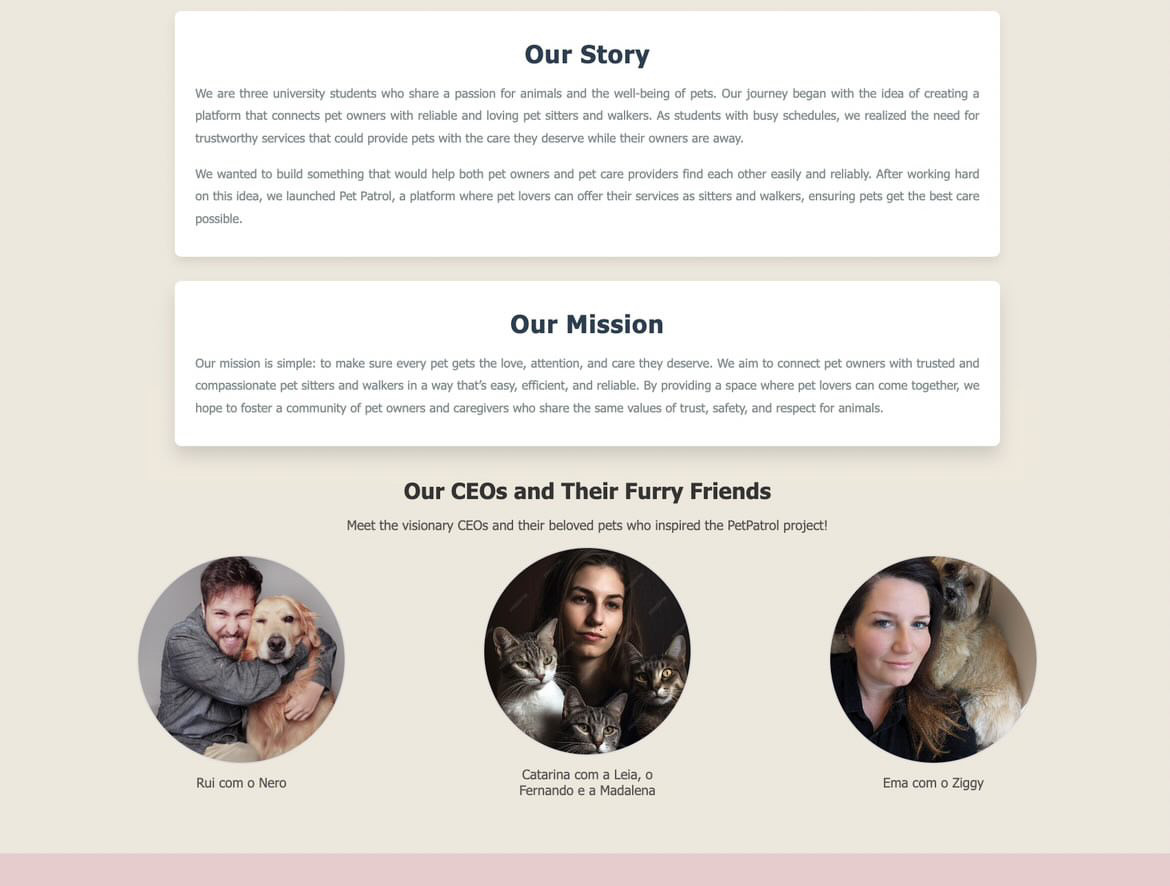 Our Story
We are three university students who share a passion for animals and the well-being of pets. Our journey began with the idea of creating a
platform that connects pet owners with reliable and loving pet sitters and walkers. As students with busy schedules, we realized the need for
trustworthy services that could provide pets with the care they deserve while their owners are away.
We wanted to build something that would help both pet owners and pet care providers find each other easily and reliably. After working hard
on this idea, we launched Pet Patrol, a platform where pet lovers can offer their services as sitters and walkers, ensuring pets get the best care
possible.
Our Mission
Our mission is simple: to make sure every pet gets the love, attention, and care they deserve. We aim to connect pet owners with trusted and
compassionate pet sitters and walkers in a way that’s easy, efficient, and reliable. By providing a space where pet lovers can come together, we
hope to foster a community of pet owners and caregivers who share the same values of trust, safety, and respect for animals.
Our CEOs and Their Furry Friends
Meet the visionary CEOs and their beloved pets who inspired the PetPatrol project!
Rui com o Nero
Catarina com a Leia, o
Fernando e a Madalena
Ema com o Ziggy